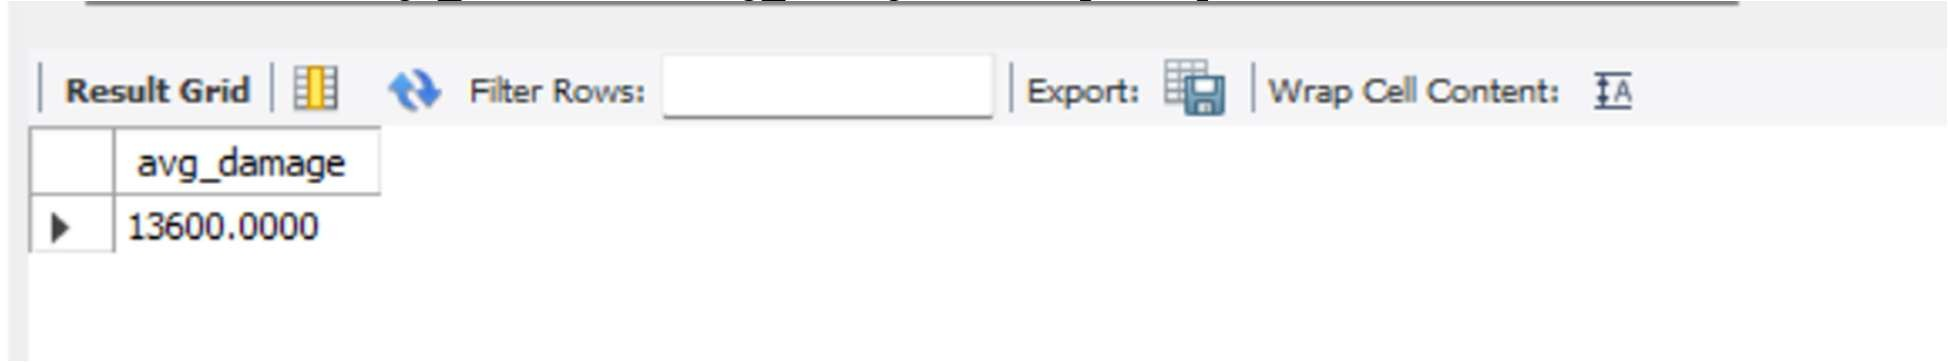 Result Grid Filter Rows: Export: Wrap Cell Content: A
avg_damage
13600.0000